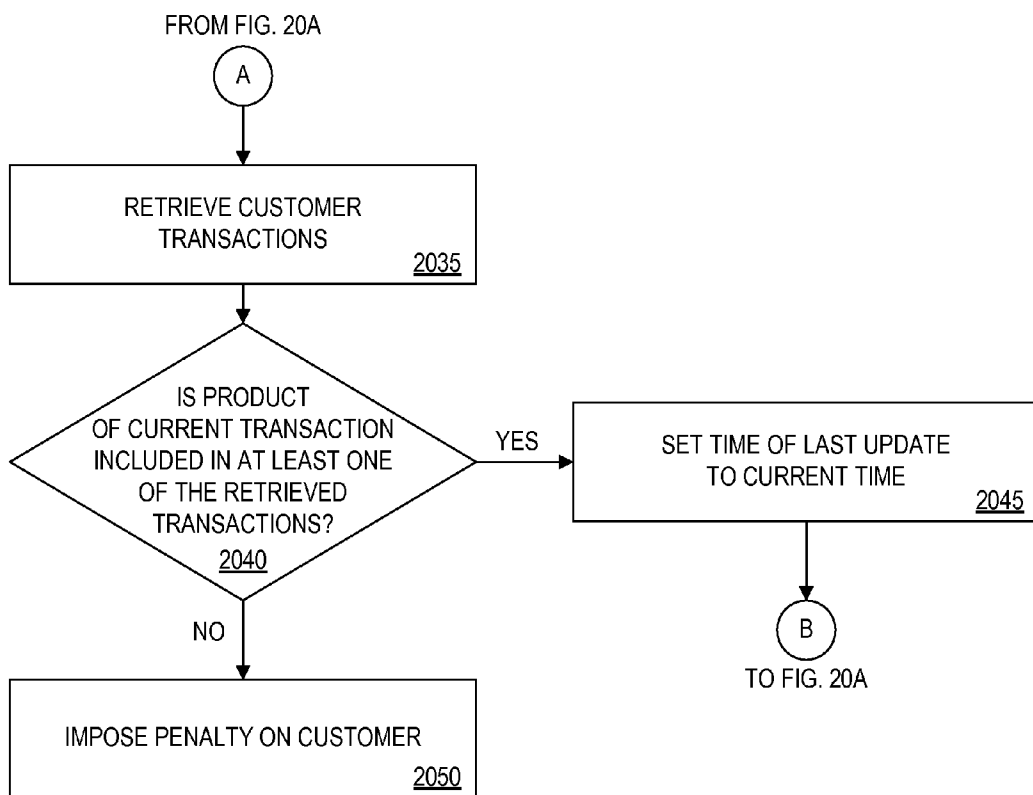 FROM FIG. 20A
A
RETRIEVE CUSTOMER
TRANSACTIONS
2035
IS PRODUCT
OF CURRENT TRANSACTION
INCLUDED IN AT LEAST ONE
OF THE RETRIEVED
TRANSACTIONS?
2040
YES
SET TIME OF LAST UPDATE
TO CURRENT TIME
2045
B
TO FIG. 20A
NO
IMPOSE PENALTY ON CUSTOMER
2050